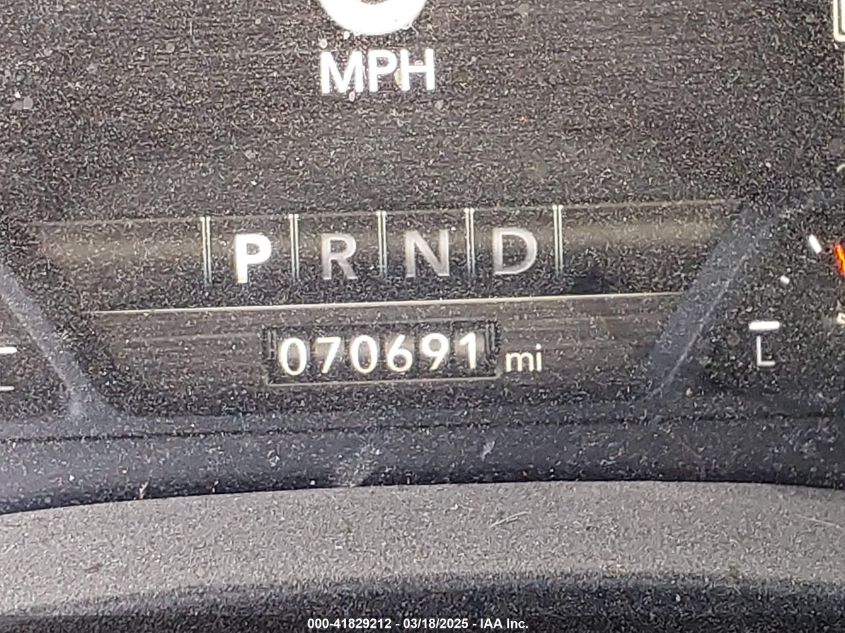 MPH
P R N D
070691 mi
L
000-41829212 - 03/18/2025 - IAA Inc.